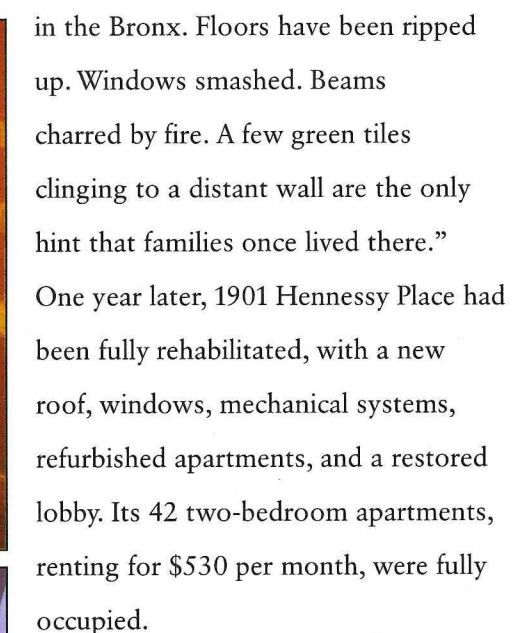 in the Bronx. Floors have been ripped
up. Windows smashed. Beams
charred by fire. A few green tiles
clinging to a distant wall are the only
hint that families once lived there.”
One year later, 1901 Hennessy Place had
been fully rehabilitated, with a new
roof, windows, mechanical systems,
refurbished apartments, and a restored
lobby. Its 42 two-bedroom apartments,
renting for $530 per month, were fully
occupied.